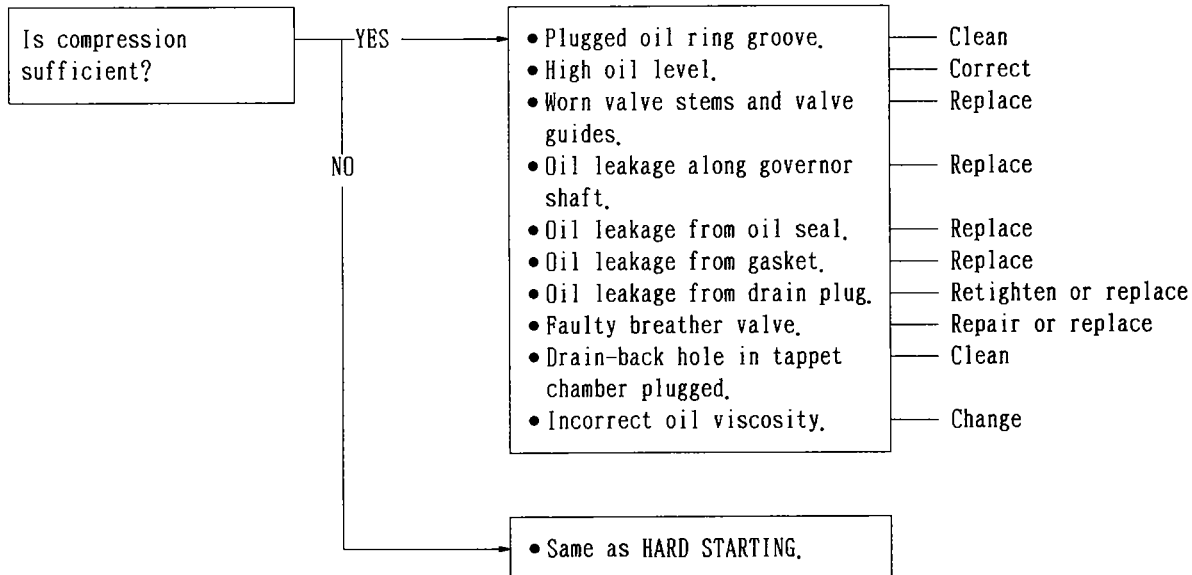 Is compression
sufficient?
YES
NO
● Plugged oil ring groove.
Clean
● High oil level.
Correct
● Worn valve stems and valve
guides.
Replace
● Oil leakage along governor
shaft.
Replace
● Oil leakage from oil seal.
Replace
● Oil leakage from gasket.
Replace
● Oil leakage from drain plug.
Retighten or replace
● Faulty breather valve.
Repair or replace
● Drain-back hole in tappet
chamber plugged.
Clean
● Incorrect oil viscosity.
Change
● Same as HARD STARTING.